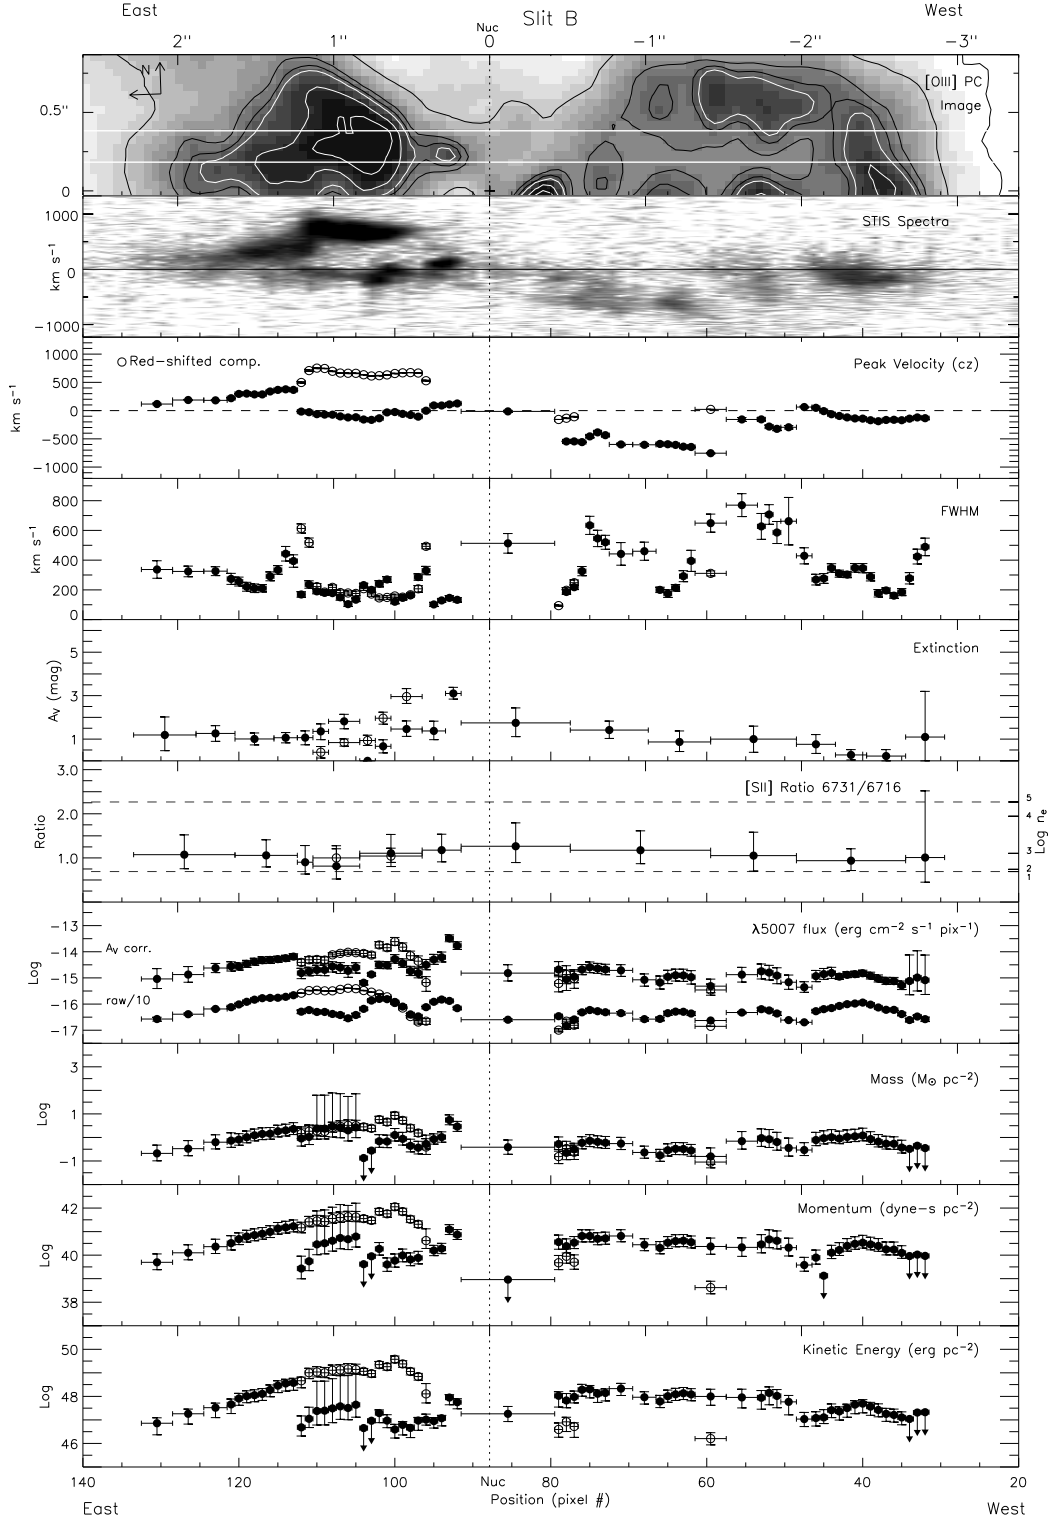 East Slit B West
2'' 1'' Nuc 0 -1'' -2'' -3''
N
[OIII] PC
Image
0.5''
0
STIS Spectra
1000
0
-1000
km s⁻¹
Red-shifted comp.
Peak Velocity (cz)
1000
500
0
-500
-1000
km s⁻¹
FWHM
800
600
400
200
0
km s⁻¹
Extinction
5
3
1
Aᵥ (mag)
[SII] Ratio 6731/6716
3.0
2.0
1.0
Ratio
5
4
3
2
1
Log nₑ
λ5007 flux (erg cm⁻² s⁻¹ pix⁻¹)
Aᵥ corr.
raw/10
-13
-14
-15
-16
-17
Log
Mass (M⊙ pc⁻²)
3
1
-1
Log
Momentum (dyne-s pc⁻²)
42
40
38
Log
Kinetic Energy (erg pc⁻²)
50
48
46
Log
140 120 100 Nuc 80 60 40 20
Position (pixel #)
East West